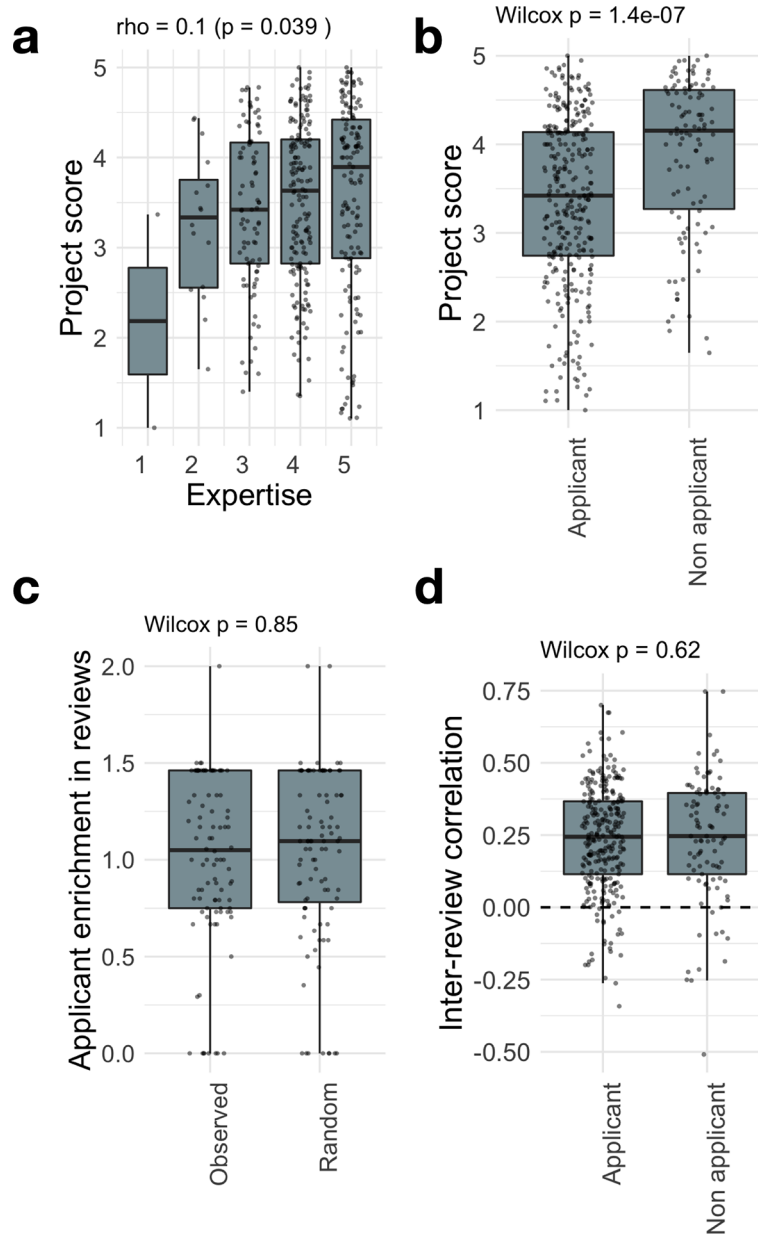 a
rho = 0.1 (p = 0.039 )
Project score
5
4
3
2
1
1 2 3 4 5
Expertise
b
Wilcox p = 1.4e-07
Project score
5
4
3
2
1
Applicant
Non applicant
c
Wilcox p = 0.85
Applicant enrichment in reviews
2.0
1.5
1.0
0.5
0.0
Observed
Random
d
Wilcox p = 0.62
Inter-review correlation
0.75
0.50
0.25
0.00
-0.25
-0.50
Applicant
Non applicant